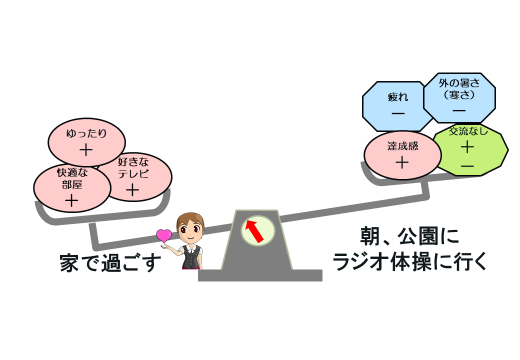 ゆったり
＋
好きな
テレビ
＋
快適な
部屋
＋
家で過ごす
疲れ
－
外の暑さ
（寒さ）
－
達成感
＋
交流なし
＋
－
朝、公園に
ラジオ体操に行く